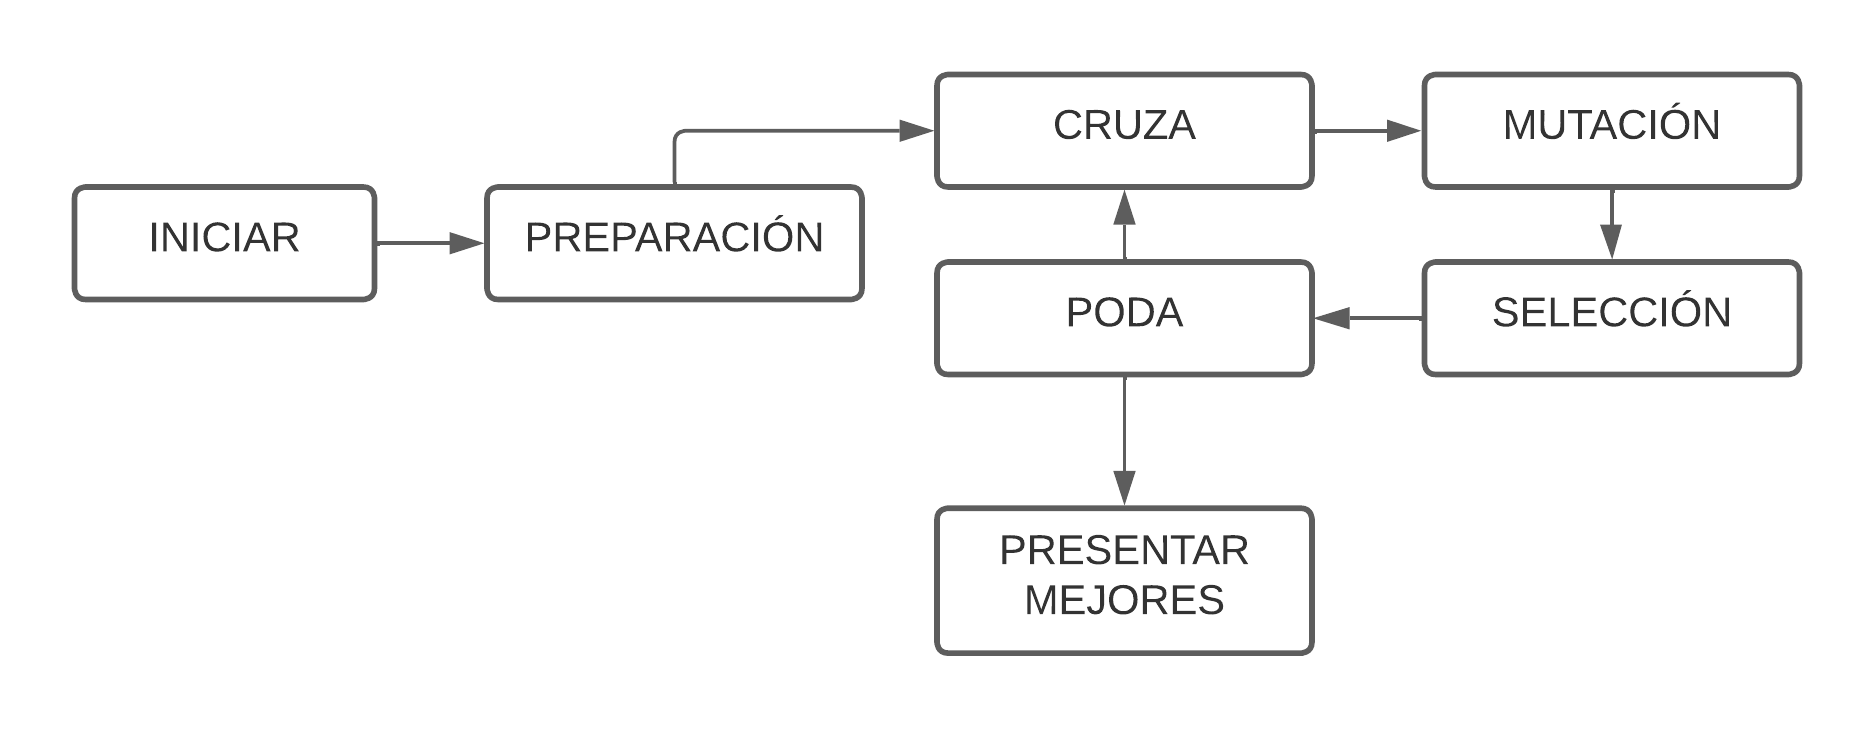 INICIAR
PREPARACIÓN
CRUZA
MUTACIÓN
PODA
SELECCIÓN
PRESENTAR
MEJORES